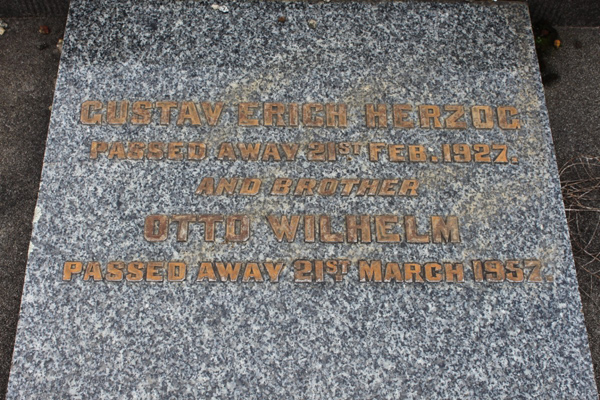 GUSTAV ERICH HERZOG
PASSED AWAY 21ST FEB. 1927.
AND BROTHER
OTTO WILHELM
PASSED AWAY 21ST MARCH 1957.